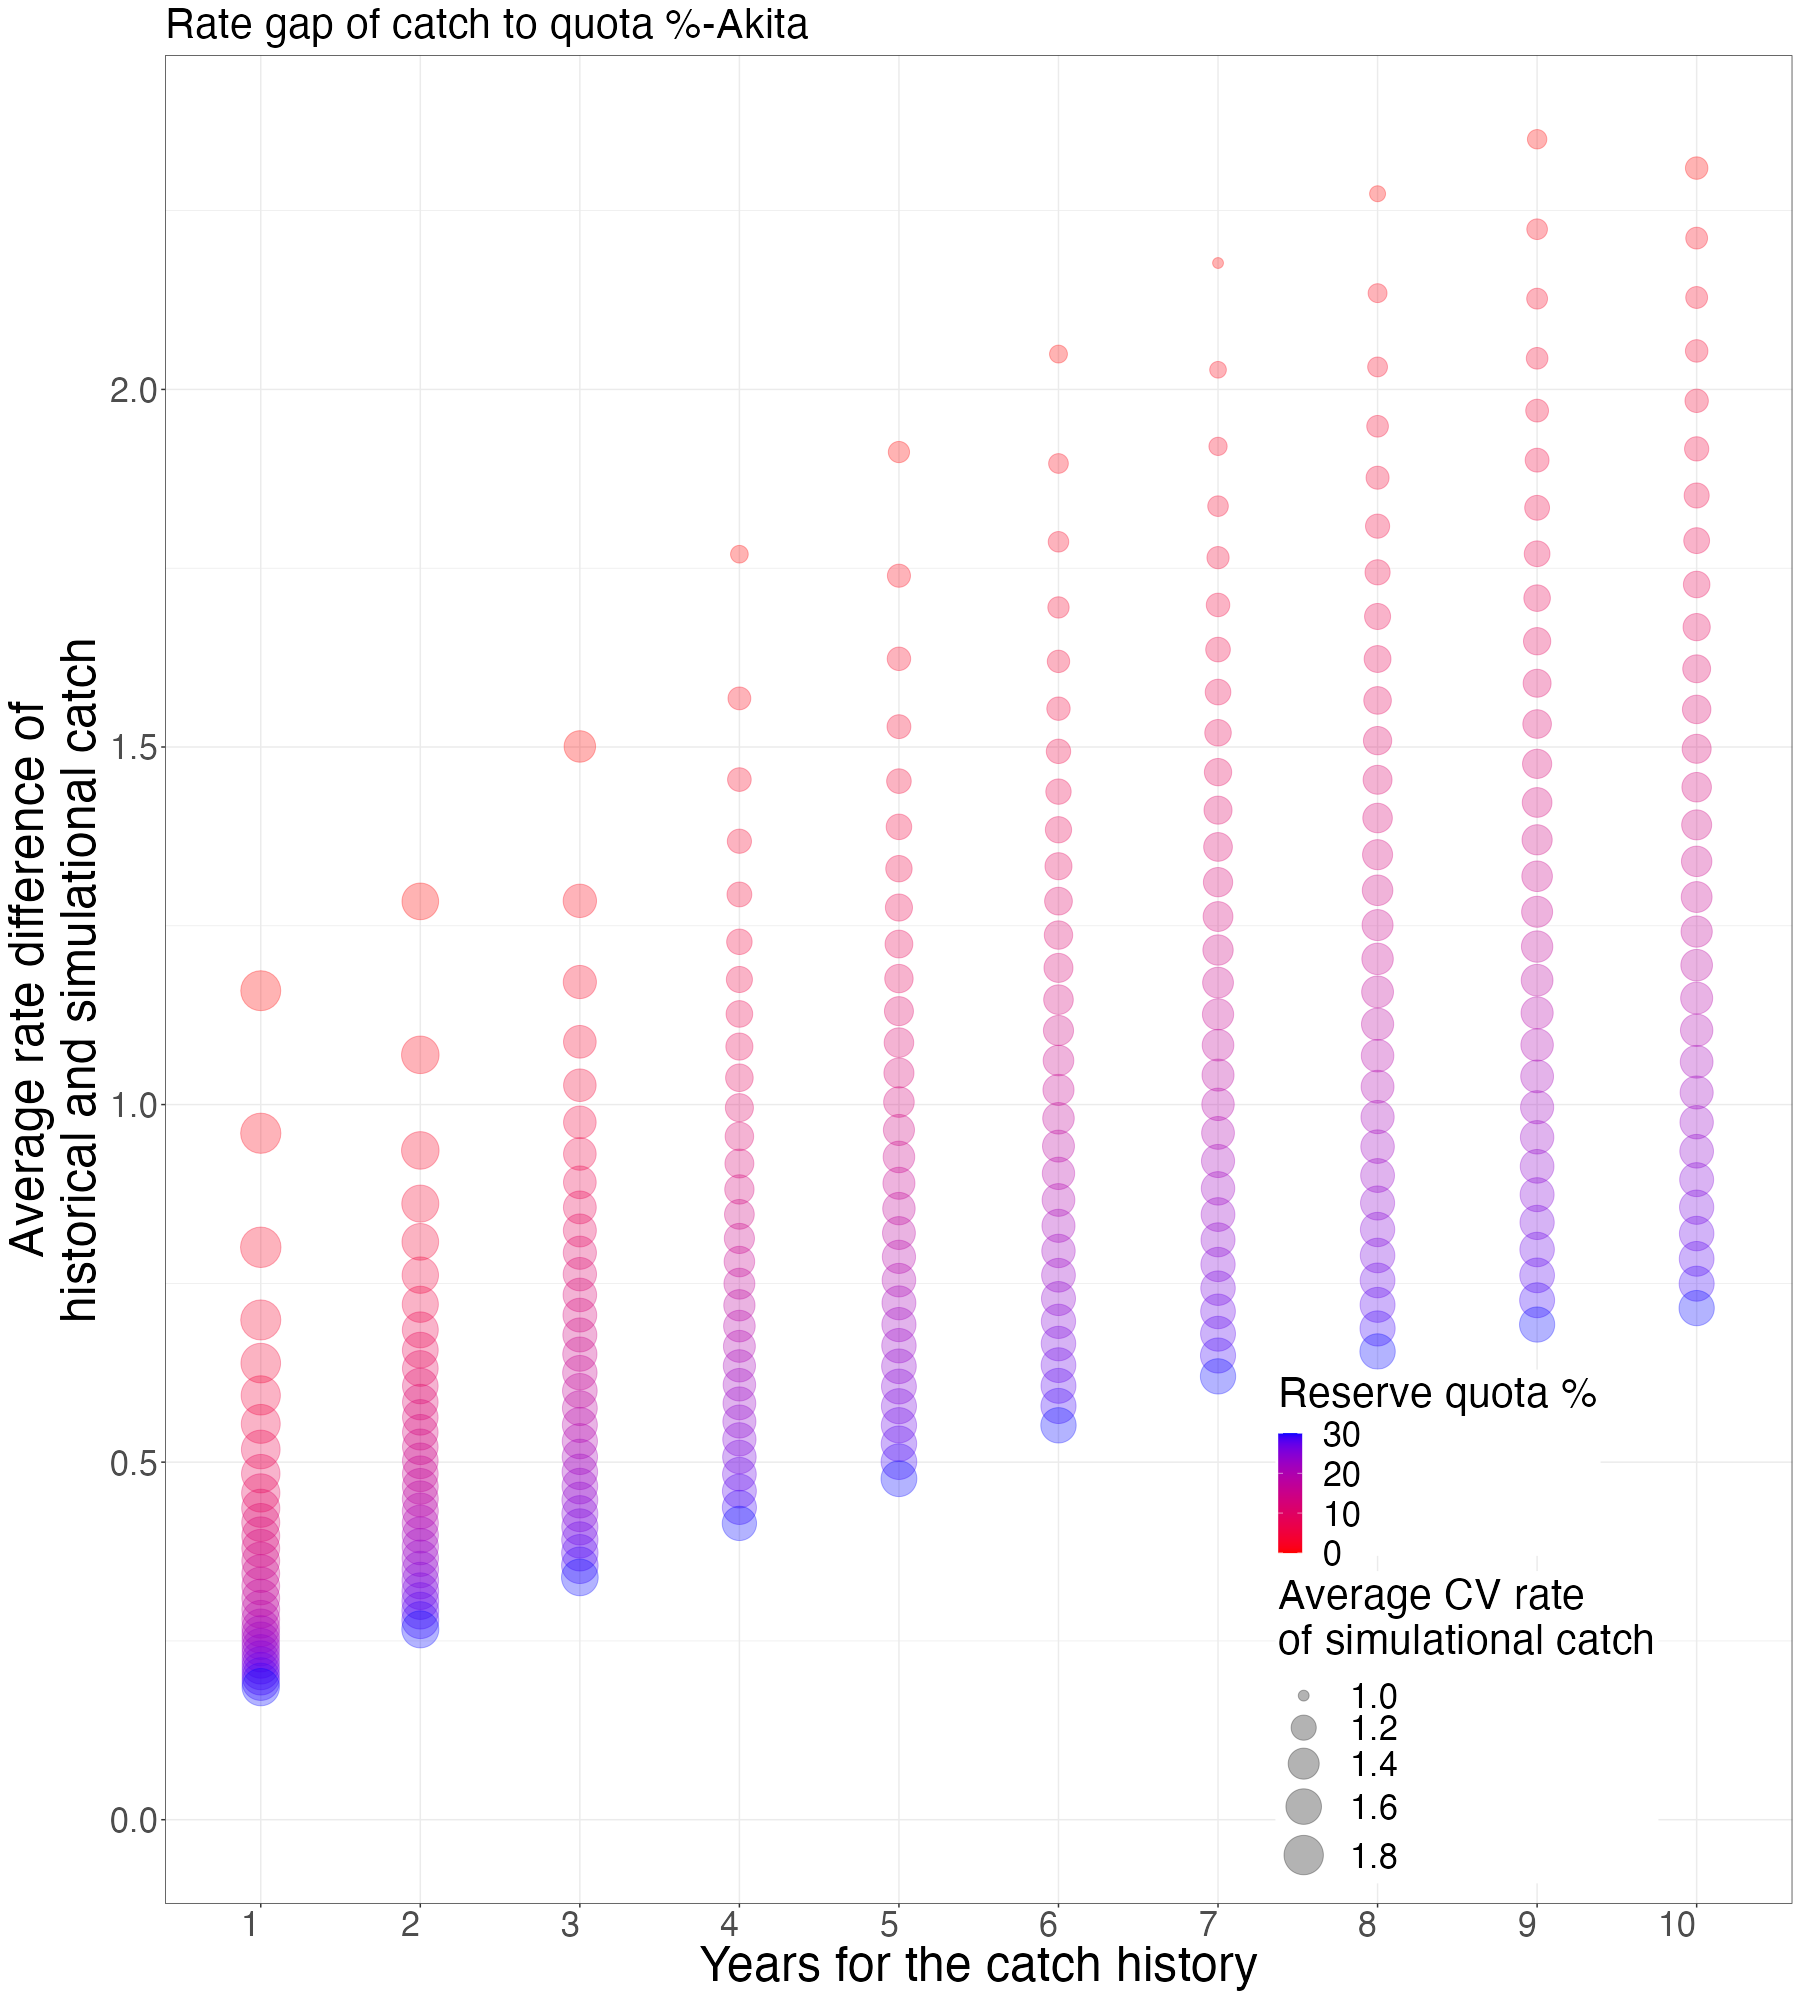 Rate gap of catch to quota %-Akita
Average rate difference of
historical and simulational catch
2.0
1.5
1.0
0.5
0.0
Reserve quota %
30
20
10
0
Average CV rate
of simulational catch
1.0
1.2
1.4
1.6
1.8
1 2 3 4 5 6 7 8 9 10
Years for the catch history